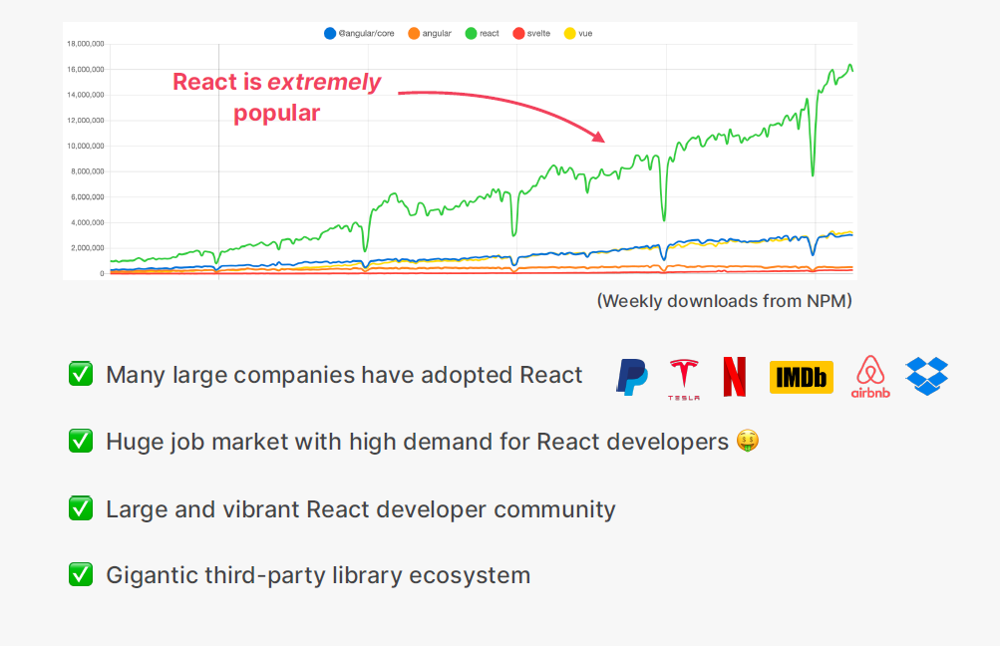 @angular/core angular react svelte vue
18,000,000
16,000,000
14,000,000
12,000,000
10,000,000
8,000,000
6,000,000
4,000,000
2,000,000
0
React is extremely
popular
(Weekly downloads from NPM)
Many large companies have adopted React
TESLA
N
IMDb
airbnb
Huge job market with high demand for React developers
Large and vibrant React developer community
Gigantic third-party library ecosystem